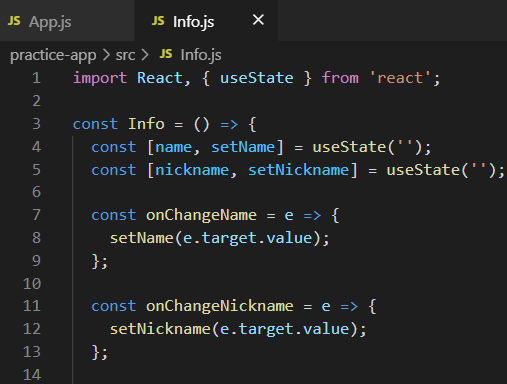 JS App.js JS Info.js ×
practice-app > src > JS Info.js
1 import React, { useState } from 'react';
2
3 const Info = () => {
4 const [name, setName] = useState('');
5 const [nickname, setNickname] = useState('');
6
7 const onChangeName = e => {
8 setName(e.target.value);
9 };
10
11 const onChangeNickname = e => {
12 setNickname(e.target.value);
13 };
14